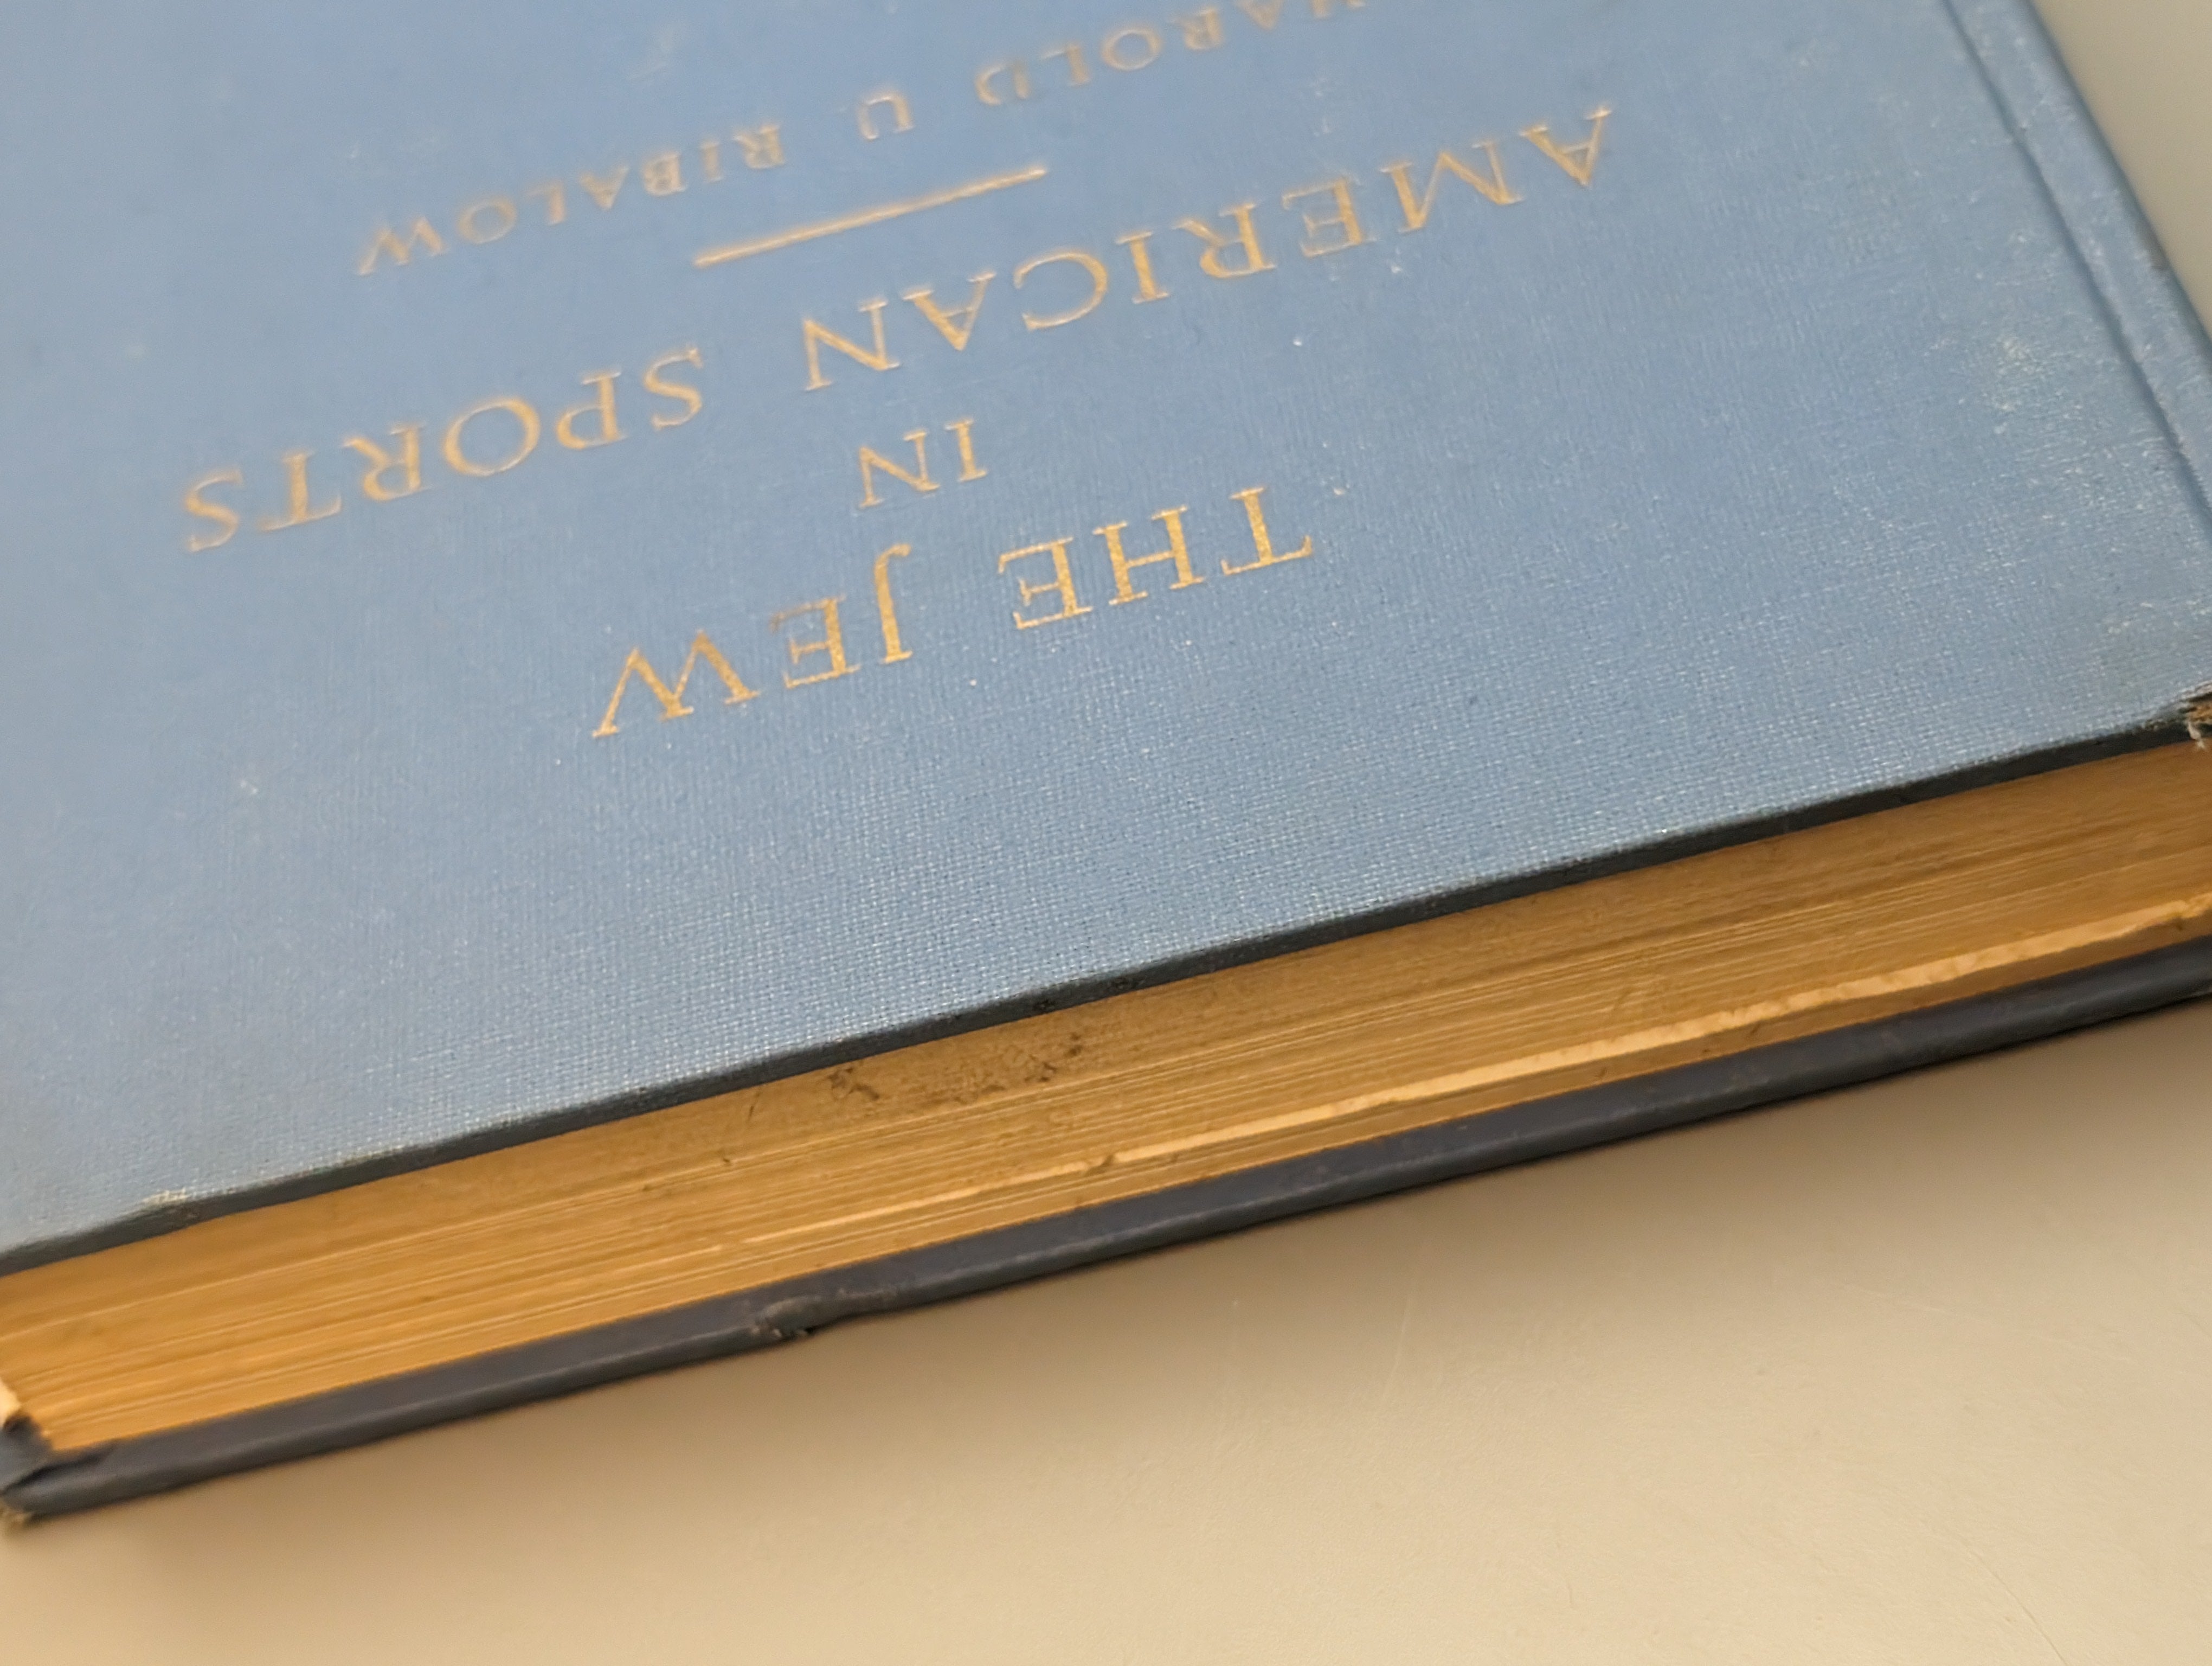 THE JEW
IN
AMERICAN SPORTS
HAROLD U. RIBALOW